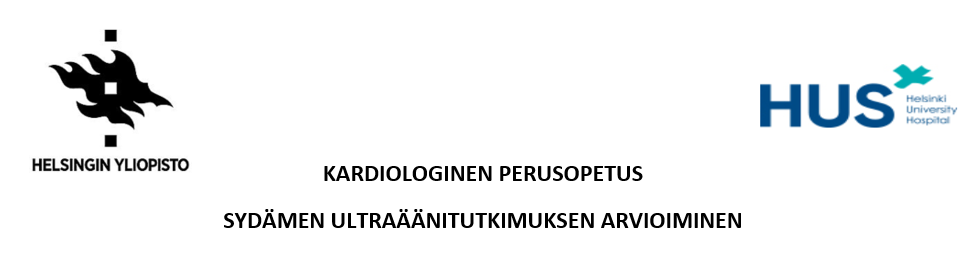 HELSINGIN YLIOPISTO
HUS
Helsinki
University
Hospital
KARDIOLOGINEN PERUSOPETUS
SYDÄMEN ULTRAÄÄNITUTKIMUKSEN ARVIOIMINEN